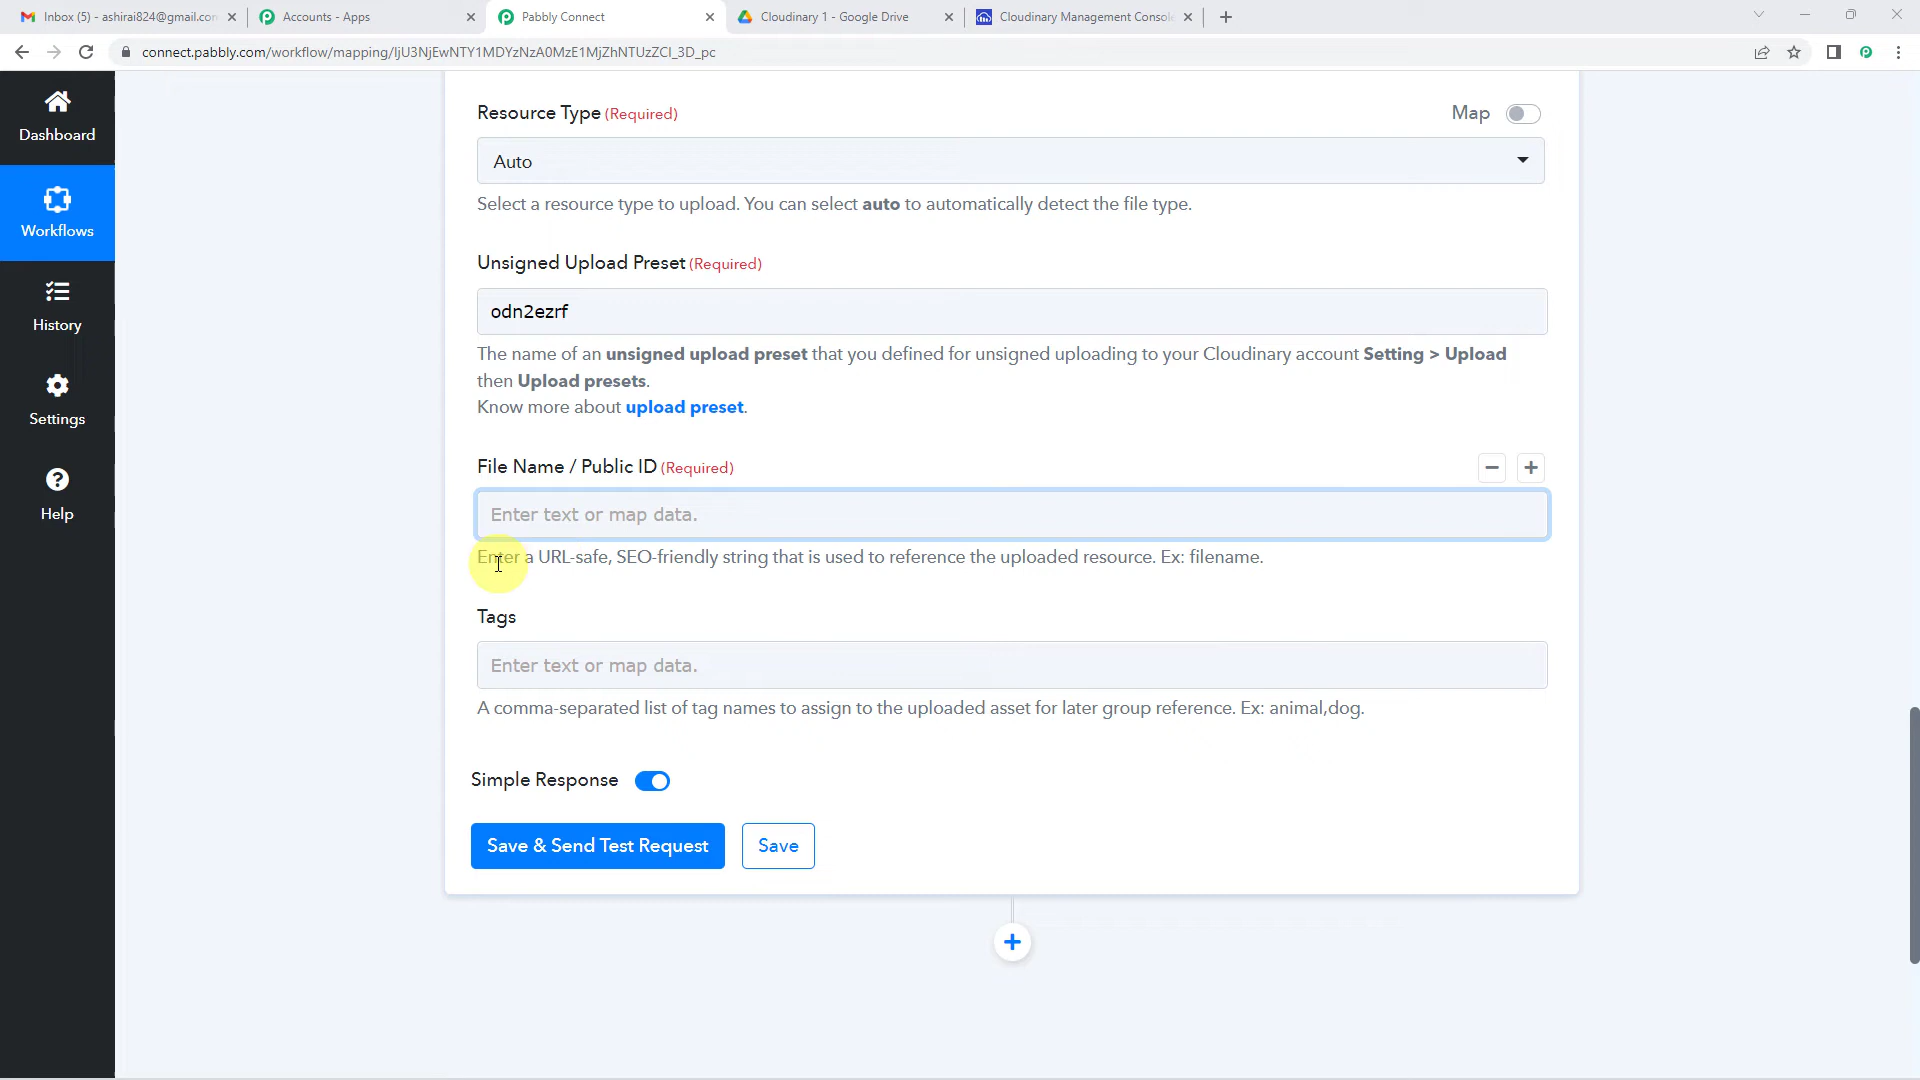 Inbox (5) - ashirai824@gmail.con
Accounts - Apps
Pabbly Connect
Cloudinary 1 - Google Drive
Cloudinary Management Console
connect.pabbly.com/workflow/mapping/IjU3NjEwNTY1MDYzNzA0MzE1MjZhNTUzZCI_3D_pc
Dashboard
Workflows
History
Settings
Help
Resource Type (Required)
Map
Auto
Select a resource type to upload. You can select auto to automatically detect the file type.
Unsigned Upload Preset (Required)
odn2ezrf
The name of an unsigned upload preset that you defined for unsigned uploading to your Cloudinary account Setting > Upload
then Upload presets.
Know more about upload preset.
File Name / Public ID (Required)
Enter text or map data.
Enter a URL-safe, SEO-friendly string that is used to reference the uploaded resource. Ex: filename.
Tags
Enter text or map data.
A comma-separated list of tag names to assign to the uploaded asset for later group reference. Ex: animal,dog.
Simple Response
Save & Send Test Request
Save